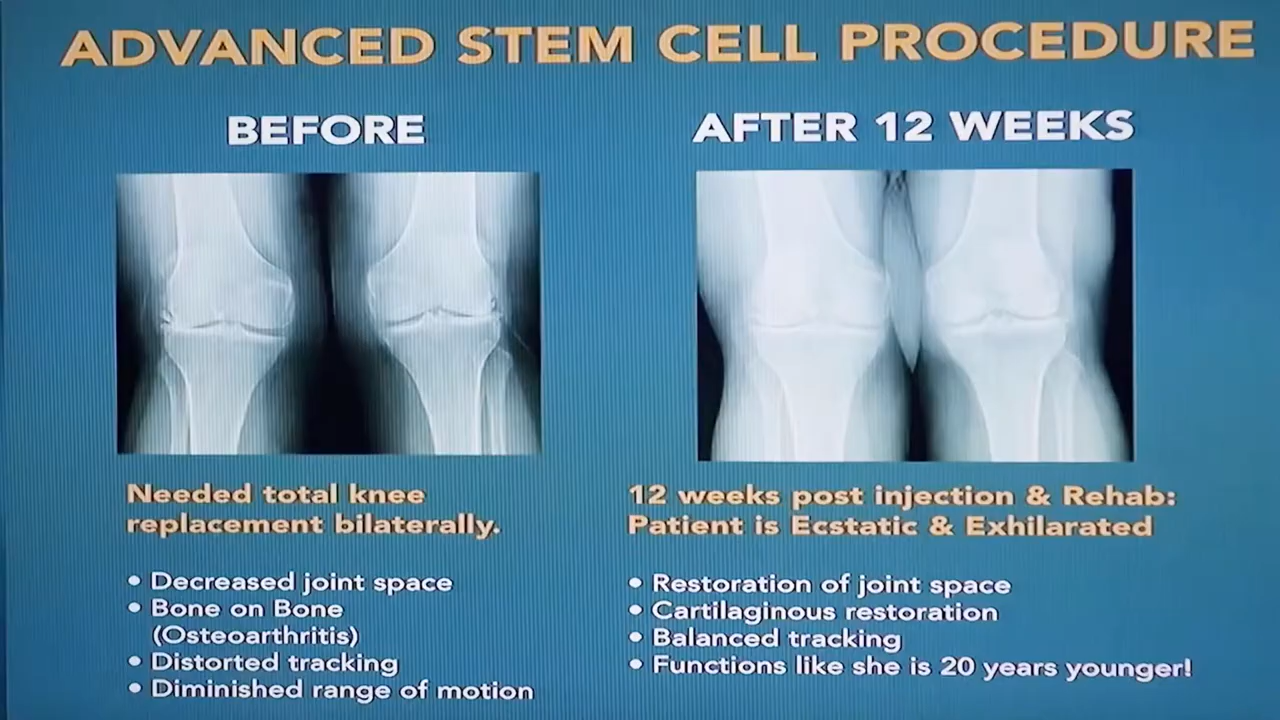 ADVANCED STEM CELL PROCEDURE
BEFORE
AFTER 12 WEEKS
Needed total knee
replacement bilaterally.
• Decreased joint space
• Bone on Bone
(Osteoarthritis)
• Distorted tracking
• Diminished range of motion
12 weeks post injection & Rehab:
Patient is Ecstatic & Exhilarated
• Restoration of joint space
• Cartilaginous restoration
• Balanced tracking
• Functions like she is 20 years younger!